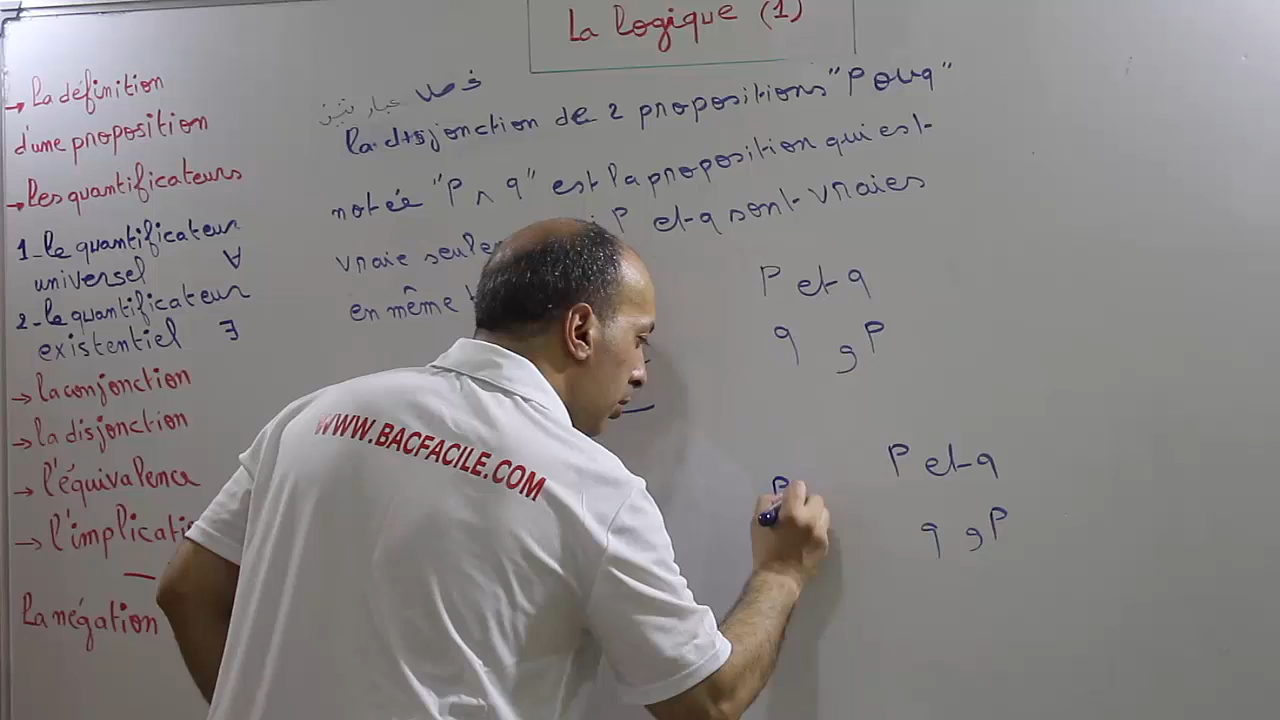 La logique (1)
→ la définition
d'une proposition
→ les quantificateurs
1- le quantificateur
universel ∀
2- le quantificateur
existentiel ∃
→ la conjonction
→ la disjonction
→ l'équivalence
→ l'implicati
La négation
فصل عبارتين
la disjonction de 2 propositions "P ou q"
notée "P ∧ q" est la proposition qui est
vraie seule P et q sont vraies
en même
P et q
q و P
P et q
q و P
P
WWW.BACFACILE.COM